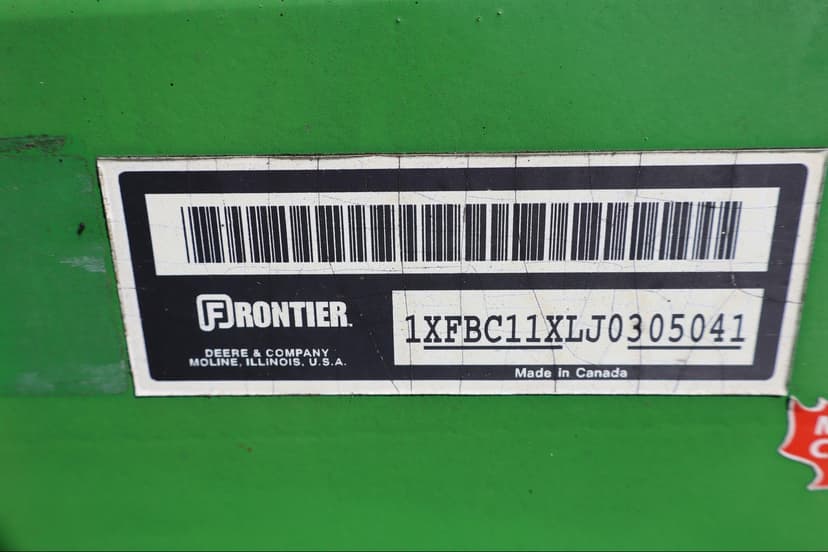 FRONTIER.
DEERE & COMPANY
MOLINE, ILLINOIS, U.S.A.
1XFBC11XLJ0305041
Made in Canada